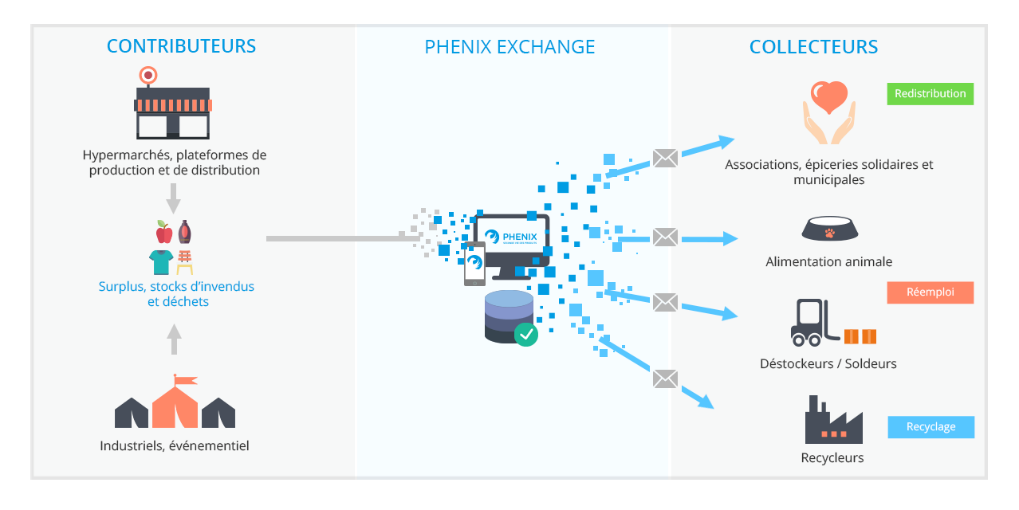 CONTRIBUTEURS
Hypermarchés, plateformes de
production et de distribution
Surplus, stocks d'invendus
et déchets
Industriels, événementiel
PHENIX EXCHANGE
PHENIX
COLLECTEURS
Redistribution
Associations, épiceries solidaires et
municipales
Alimentation animale
Réemploi
Déstockeurs / Soldeurs
Recyclage
Recycleurs